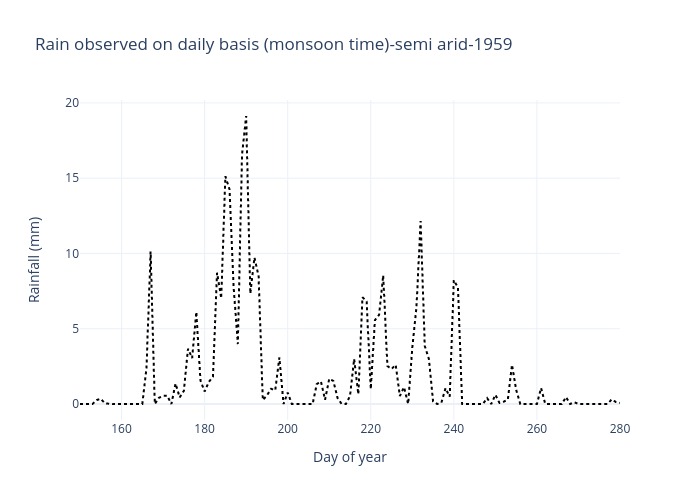 Rain observed on daily basis (monsoon time)-semi arid-1959
20
15
10
5
0
Rainfall (mm)
160 180 200 220 240 260 280
Day of year